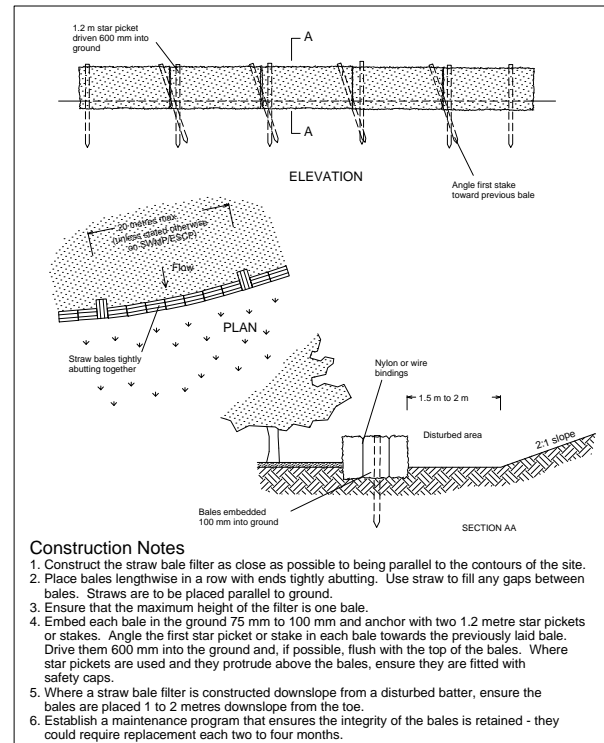 1.2 m star picket
driven 600 mm into
ground
A
A
ELEVATION
Angle first stake
toward previous bale
20 metres max
(unless stated otherwise
on SWMP/ESCP)
Flow
PLAN
Straw bales tightly
abutting together
Nylon or wire
bindings
1.5 m to 2 m
Disturbed area
2:1 slope
Bales embedded
100 mm into ground
SECTION AA
Construction Notes
1. Construct the straw bale filter as close as possible to being parallel to the contours of the site.
2. Place bales lengthwise in a row with ends tightly abutting. Use straw to fill any gaps between
bales. Straws are to be placed parallel to ground.
3. Ensure that the maximum height of the filter is one bale.
4. Embed each bale in the ground 75 mm to 100 mm and anchor with two 1.2 metre star pickets
or stakes. Angle the first star picket or stake in each bale towards the previously laid bale.
Drive them 600 mm into the ground and, if possible, flush with the top of the bales. Where
star pickets are used and they protrude above the bales, ensure they are fitted with
safety caps.
5. Where a straw bale filter is constructed downslope from a disturbed batter, ensure the
bales are placed 1 to 2 metres downslope from the toe.
6. Establish a maintenance program that ensures the integrity of the bales is retained - they
could require replacement each two to four months.